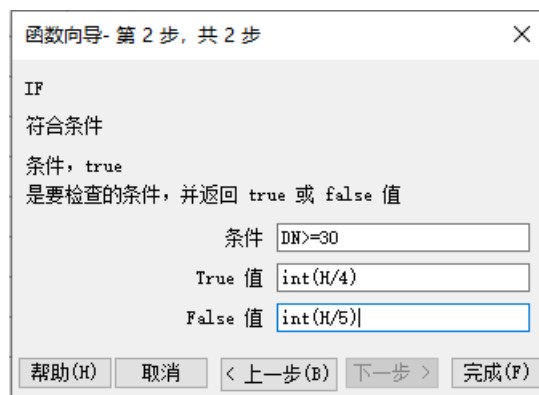 函数向导- 第 2 步, 共 2 步
IF
符合条件
条件, true
是要检查的条件, 并返回 true 或 false 值
条件 DN>=30
True 值 int(H/4)
False 值 int(H/5)
帮助(H) 取消 < 上一步(B) 下一步 > 完成(F)